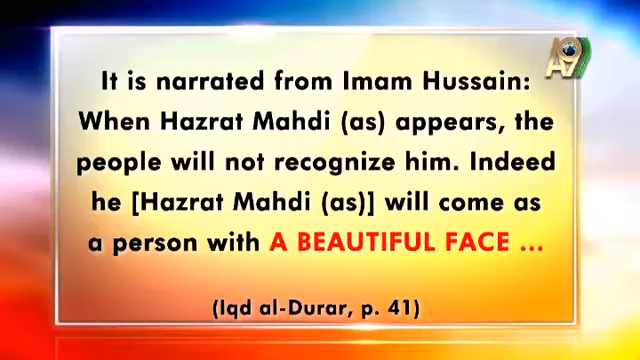 A9
It is narrated from Imam Hussain:
When Hazrat Mahdi (as) appears, the
people will not recognize him. Indeed
he [Hazrat Mahdi (as)] will come as
a person with A BEAUTIFUL FACE ...
(Iqd al-Durar, p. 41)